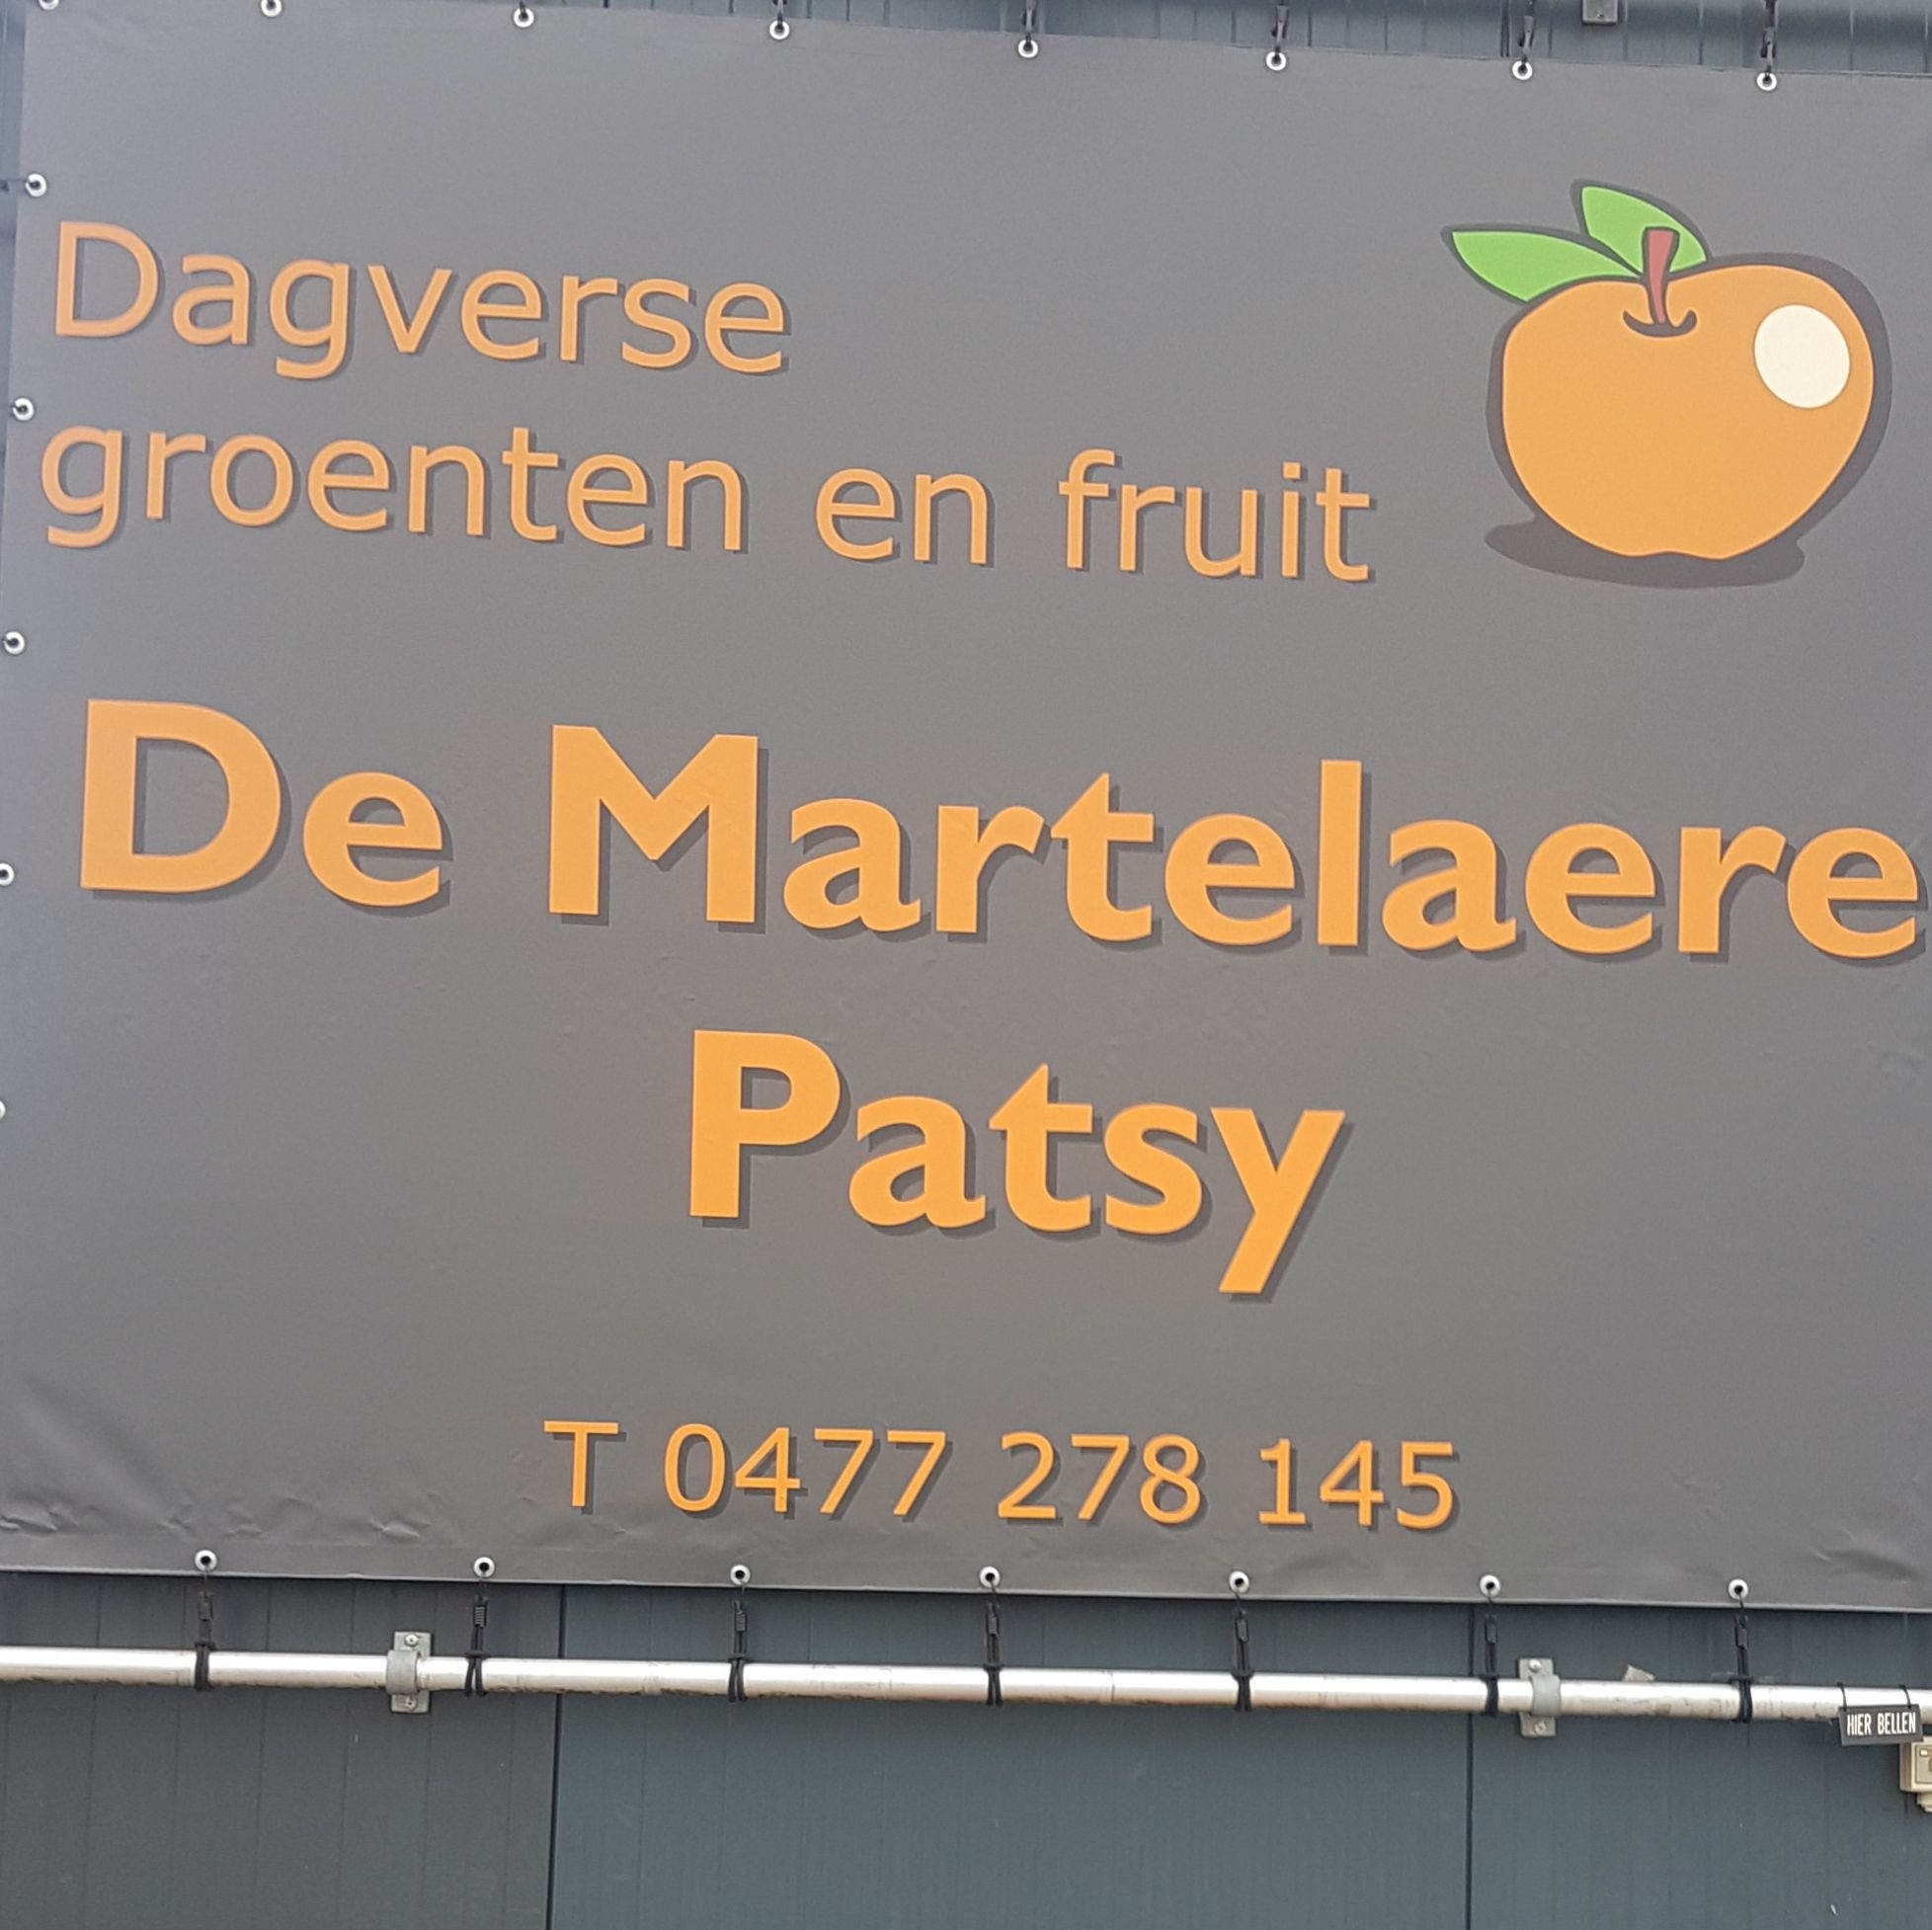 Dagverse
groenten en fruit
De Martelaere
Patsy
T 0477 278 145
HIER BELLEN